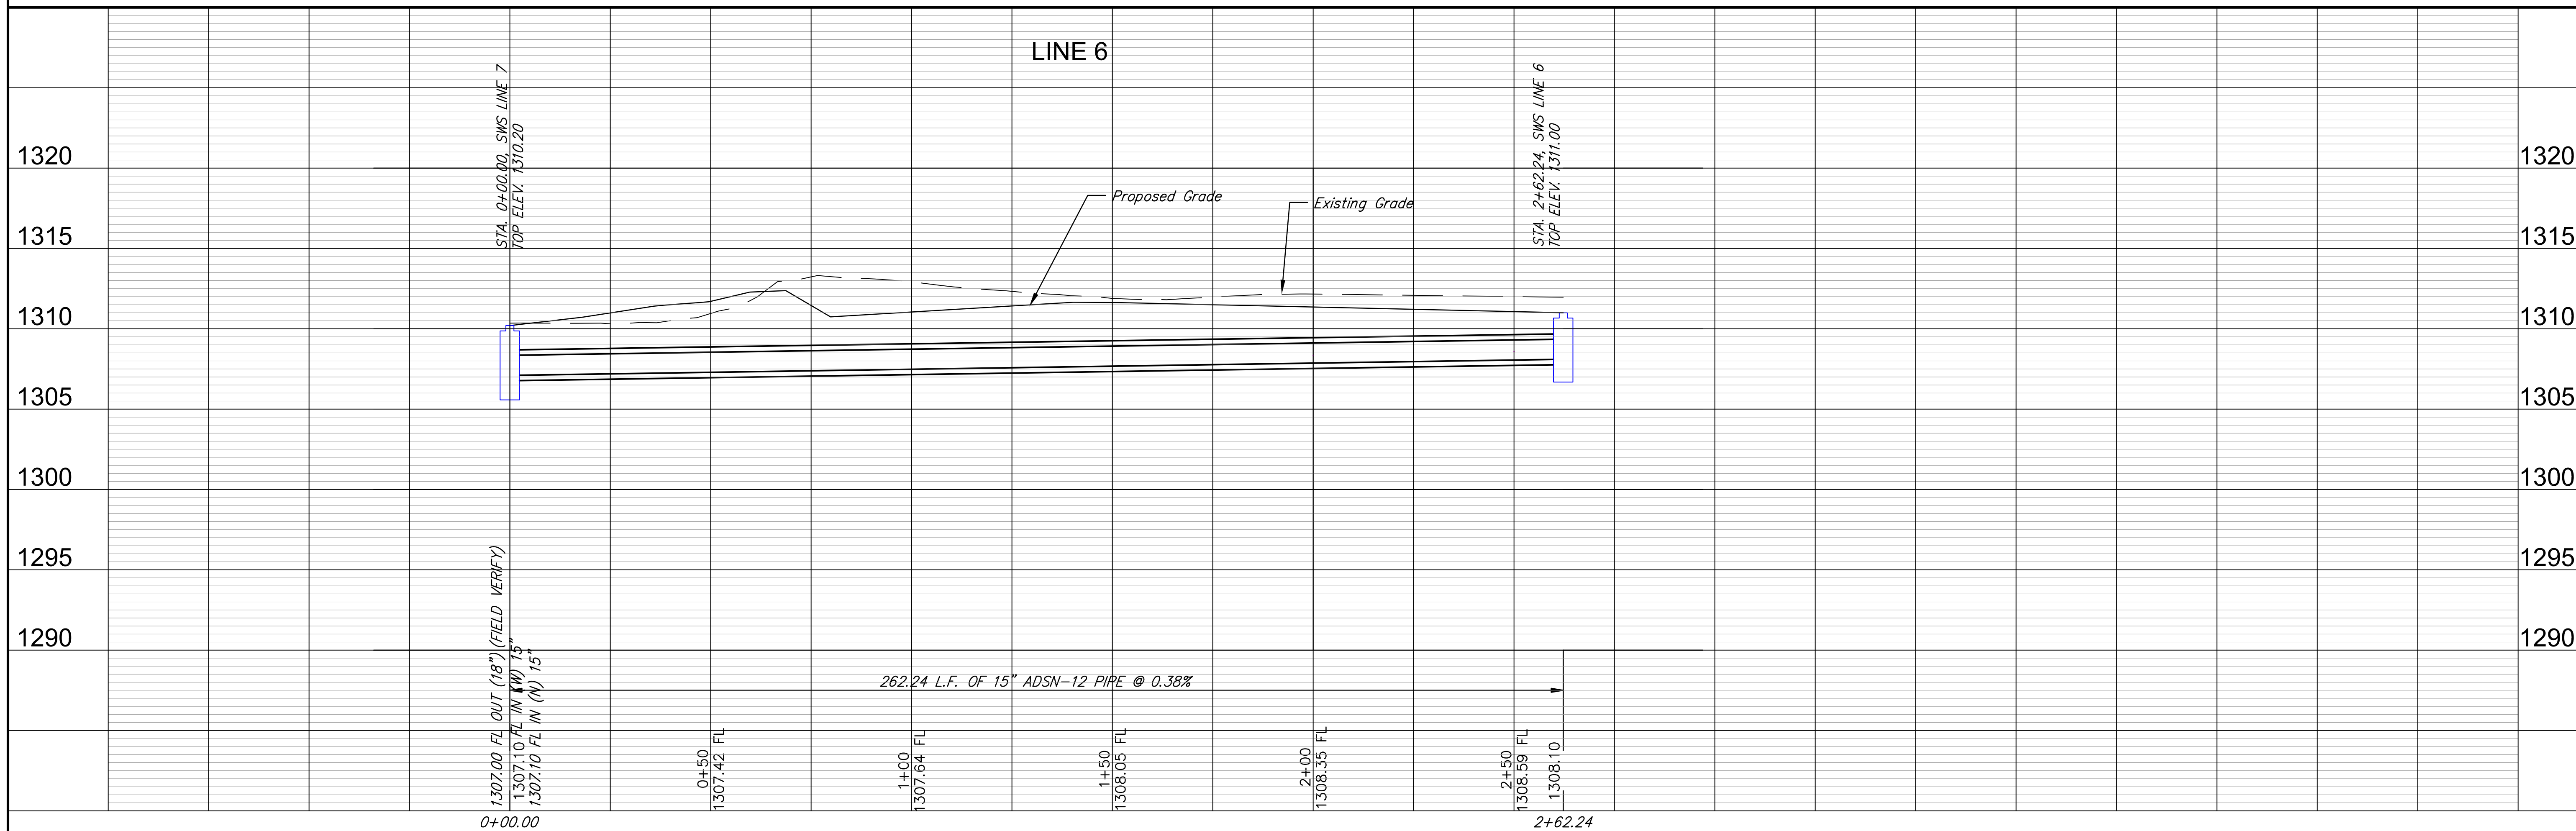 LINE 6
STA. 0+00.00, SWS LINE 7
TOP ELEV. 1310.20
STA. 2+62.24, SWS LINE 6
TOP ELEV. 1311.00
1320
1320
Proposed Grade
Existing Grade
1315
1315
1310
1310
1305
1305
1300
1300
1295
1295
1290
1290
1307.00 FL OUT (18") (FIELD VERIFY)
1307.10 FL IN (W) 15"
1307.10 FL IN (N) 15"
262.24 L.F. OF 15" ADSN-12 PIPE @ 0.38%
0+50
1307.42 FL
1+00
1307.64 FL
1+50
1308.05 FL
2+00
1308.35 FL
2+50
1308.59 FL
1308.10
0+00.00
2+62.24